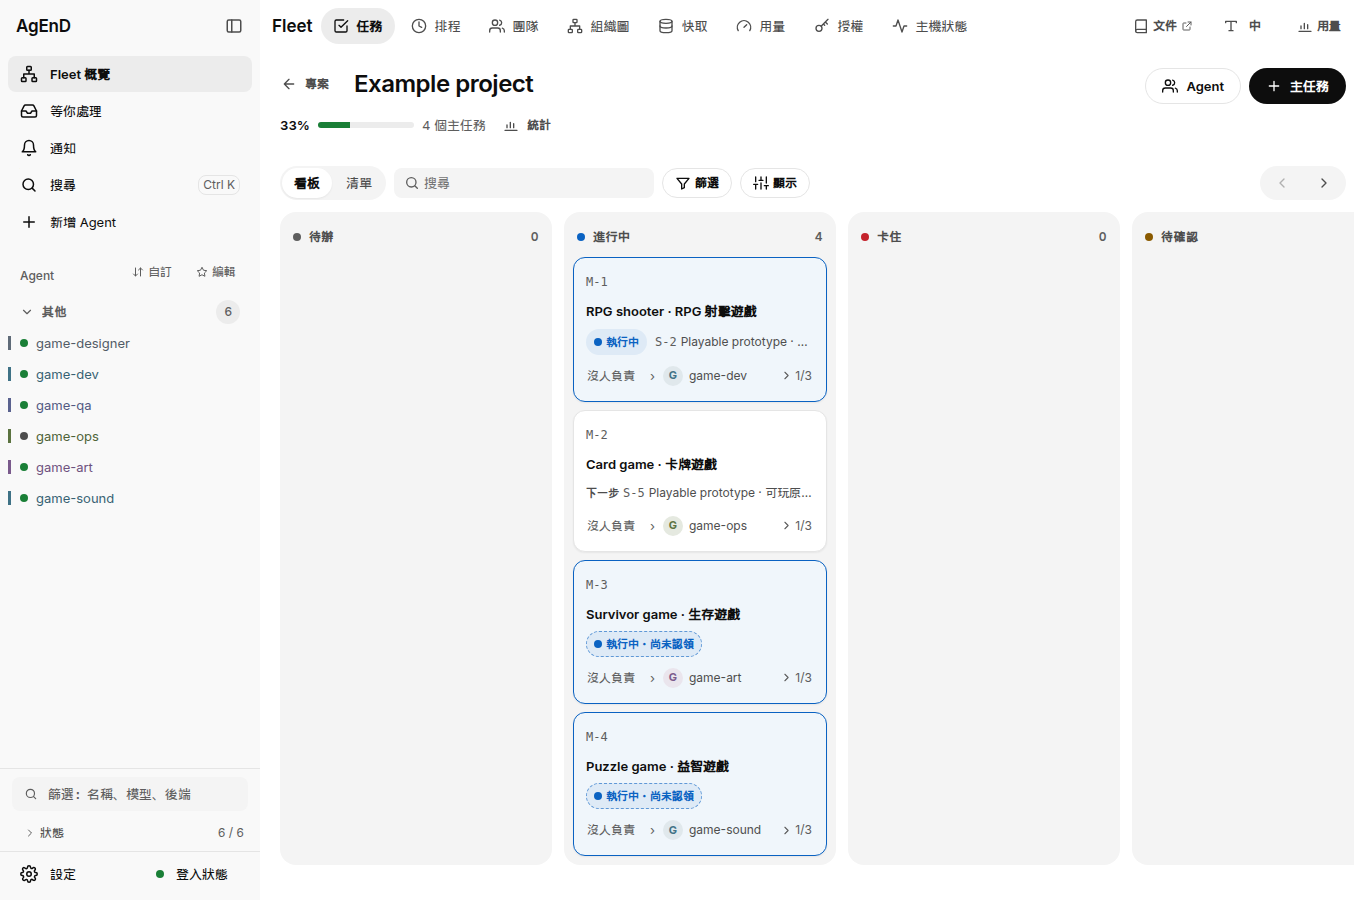 AgEnD
Fleet 概覽
等你處理
通知
搜尋 Ctrl K
新增 Agent
Agent 自訂 編輯
其他 6
game-designer
game-dev
game-qa
game-ops
game-art
game-sound
篩選：名稱、模型、後端
狀態 6 / 6
設定 登入狀態
Fleet 任務 排程 團隊 組織圖 快取 用量 授權 主機狀態 文件 中 用量
專案 Example project Agent 主任務
33% 4 個主任務 統計
看板 清單 搜尋 篩選 顯示
待辦 0
進行中 4
M-1
RPG shooter · RPG 射擊遊戲
執行中 S-2 Playable prototype · ...
沒人負責 › G game-dev 1/3
M-2
Card game · 卡牌遊戲
下一步 S-5 Playable prototype · 可玩原...
沒人負責 › G game-ops 1/3
M-3
Survivor game · 生存遊戲
執行中 · 尚未認領
沒人負責 › G game-art 1/3
M-4
Puzzle game · 益智遊戲
執行中 · 尚未認領
沒人負責 › G game-sound 1/3
卡住 0
待確認